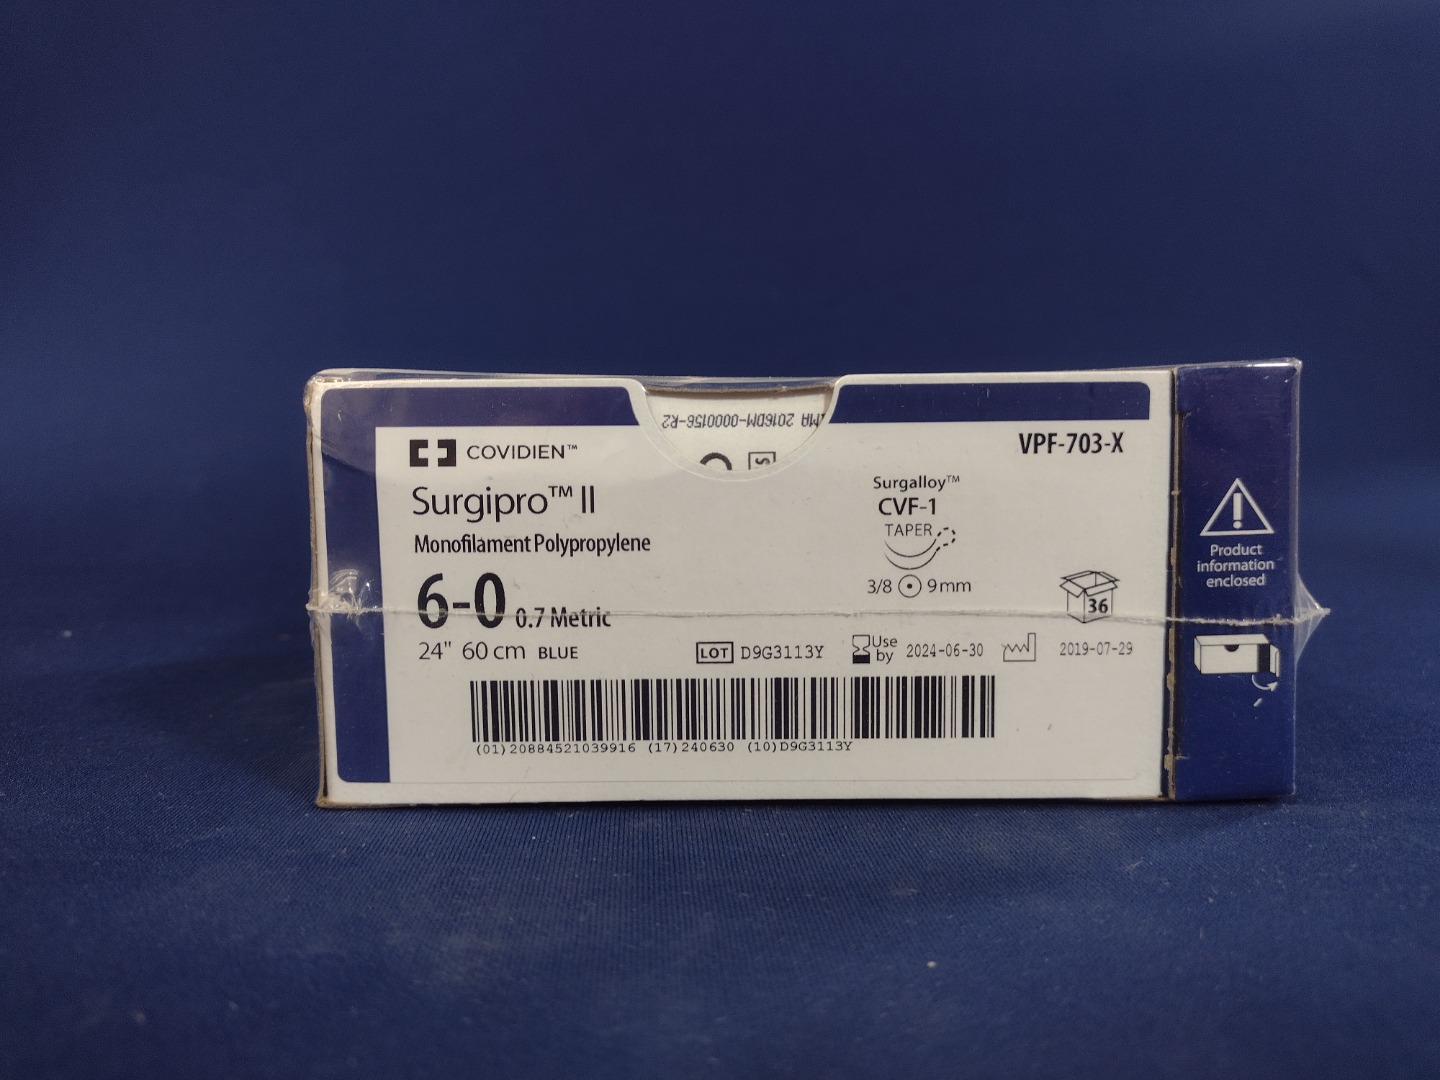 MA 2016DM-0000156-R2
S
COVIDIEN™
VPF-703-X
Surgipro™ II
Monofilament Polypropylene
6-0 0.7 Metric
24" 60 cm BLUE
Surgalloy™
CVF-1
TAPER
3/8 9mm
36
LOT D9G3113Y
Use
by 2024-06-30
2019-07-29
(01)20884521039916 (17)240630 (10)D9G3113Y
!
Product
information
enclosed